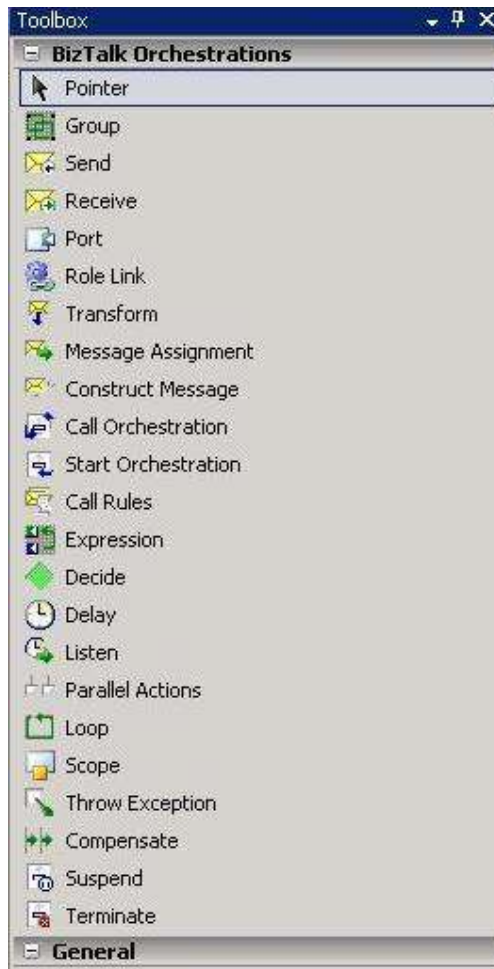 Toolbox
BizTalk Orchestrations
Pointer
Group
Send
Receive
Port
Role Link
Transform
Message Assignment
Construct Message
Call Orchestration
Start Orchestration
Call Rules
Expression
Decide
Delay
Listen
Parallel Actions
Loop
Scope
Throw Exception
Compensate
Suspend
Terminate
General